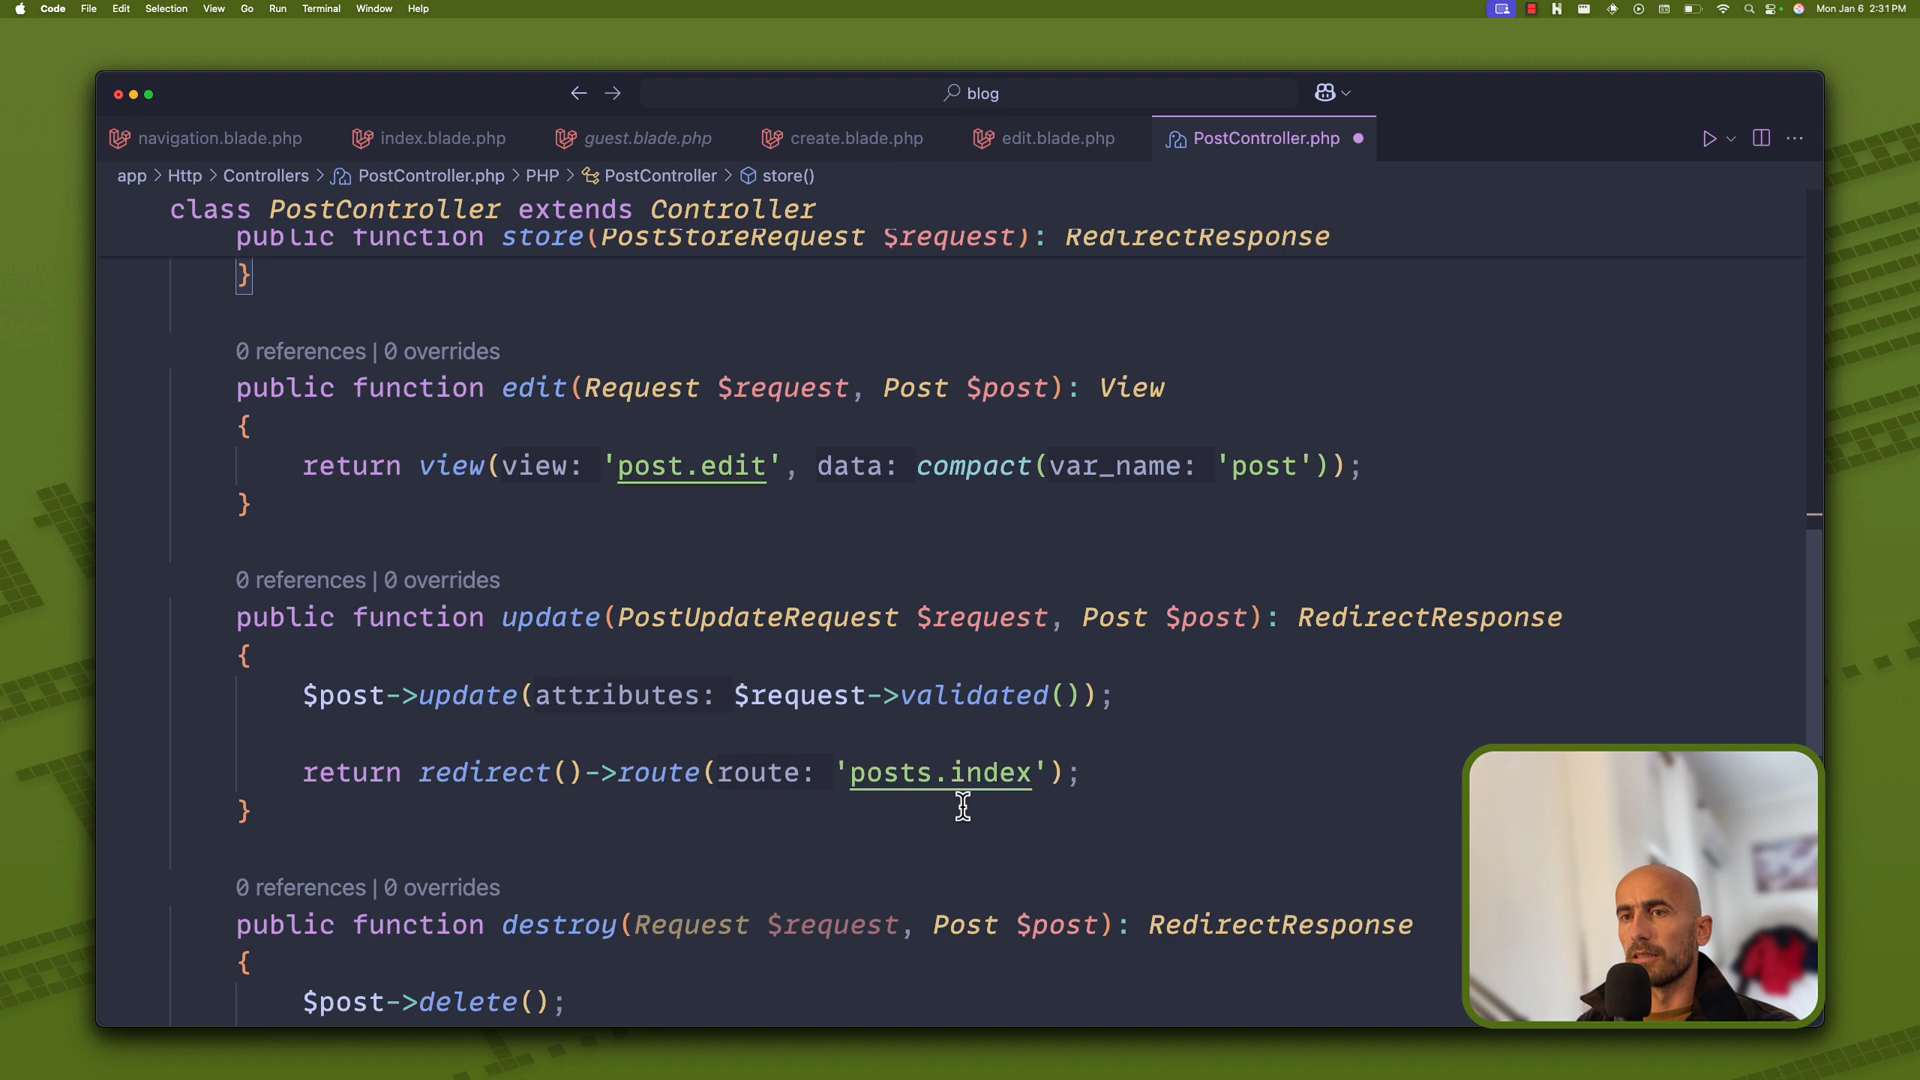 Code File Edit Selection View Go Run Terminal Window Help
Mon Jan 6 2:31 PM
blog
navigation.blade.php index.blade.php guest.blade.php create.blade.php edit.blade.php PostController.php
app > Http > Controllers > PostController.php > PHP > PostController > store()
class PostController extends Controller
public function store(PostStoreRequest $request): RedirectResponse
}
0 references | 0 overrides
public function edit(Request $request, Post $post): View
{
return view(view: 'post.edit', data: compact(var_name: 'post'));
}
0 references | 0 overrides
public function update(PostUpdateRequest $request, Post $post): RedirectResponse
{
$post->update(attributes: $request->validated());
return redirect()->route(route: 'posts.index');
}
0 references | 0 overrides
public function destroy(Request $request, Post $post): RedirectResponse
{
$post->delete();